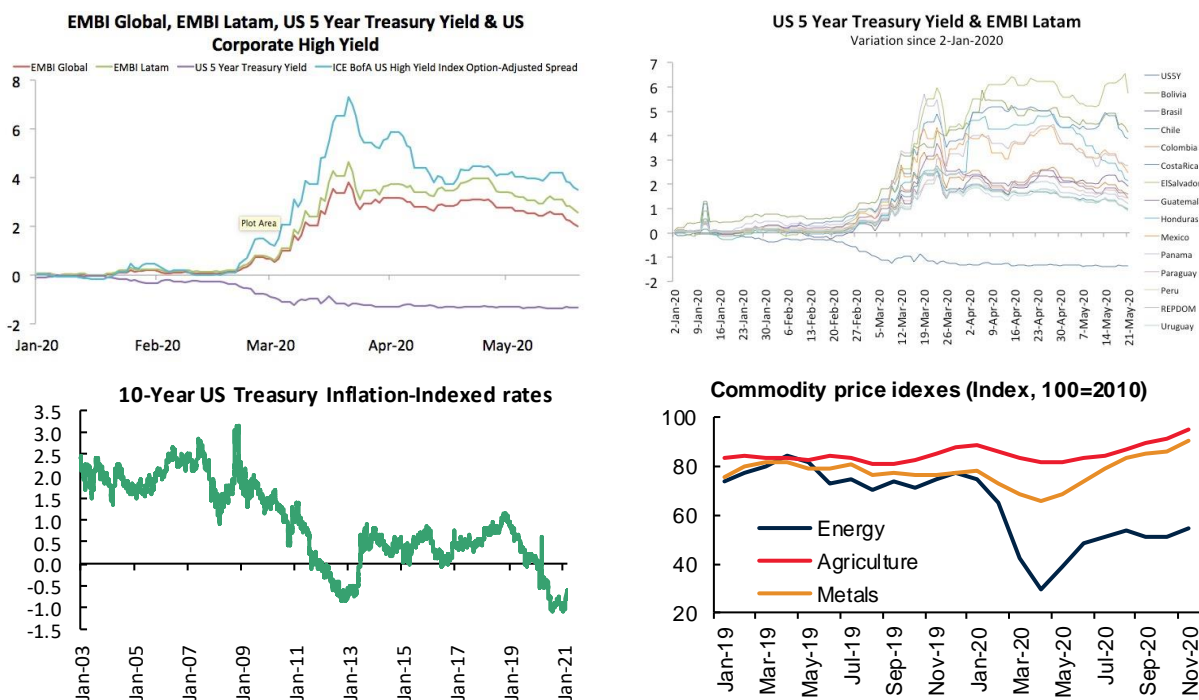 EMBI Global, EMBI Latam, US 5 Year Treasury Yield & US
Corporate High Yield
EMBI Global
EMBI Latam
US 5 Year Treasury Yield
ICE BofA US High Yield Index Option-Adjusted Spread
8
6
4
2
0
-2
Plot Area
Jan-20
Feb-20
Mar-20
Apr-20
May-20
US 5 Year Treasury Yield & EMBI Latam
Variation since 2-Jan-2020
7
6
5
4
3
2
1
0
-1
-2
2-Jan-20
9-Jan-20
16-Jan-20
23-Jan-20
30-Jan-20
6-Feb-20
13-Feb-20
20-Feb-20
27-Feb-20
5-Mar-20
12-Mar-20
19-Mar-20
26-Mar-20
2-Apr-20
9-Apr-20
16-Apr-20
23-Apr-20
30-Apr-20
7-May-20
14-May-20
21-May-20
US5Y
Bolivia
Brasil
Chile
Colombia
CostaRica
ElSalvador
Guatemal
Honduras
Mexico
Panama
Paraguay
Peru
REPDOM
Uruguay
10-Year US Treasury Inflation-Indexed rates
3.5
3.0
2.5
2.0
1.5
1.0
0.5
0.0
-0.5
-1.0
-1.5
Jan-03
Jan-05
Jan-07
Jan-09
Jan-11
Jan-13
Jan-15
Jan-17
Jan-19
Jan-21
Commodity price idexes (Index, 100=2010)
100
80
60
40
20
Energy
Agriculture
Metals
Jan-19
Mar-19
May-19
Jul-19
Sep-19
Nov-19
Jan-20
Mar-20
May-20
Jul-20
Sep-20
Nov-20